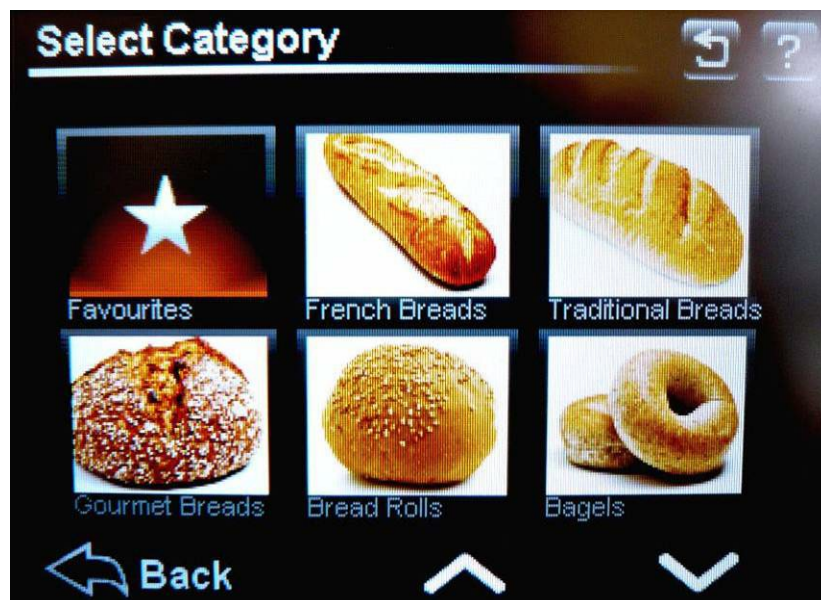 Select Category
?
Favourites
French Breads
Traditional Breads
Gourmet Breads
Bread Rolls
Bagels
Back